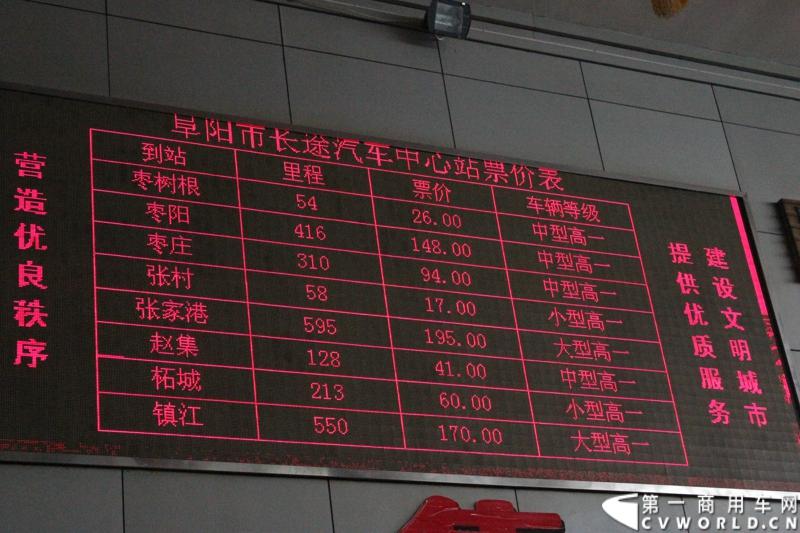 阜阳市长途汽车中心站票价表
到站 里程 票价 车辆等级
枣树根 54 26.00 中型高一
枣阳 416 148.00 中型高一
枣庄 310 94.00 中型高一
张村 58 17.00 小型高一
张家港 595 195.00 大型高一
赵集 128 41.00 中型高一
柘城 213 60.00 小型高一
镇江 550 170.00 大型高一
营造优良秩序
建设文明城市
提供优质服务
第一商用车网
CVWORLD.CN